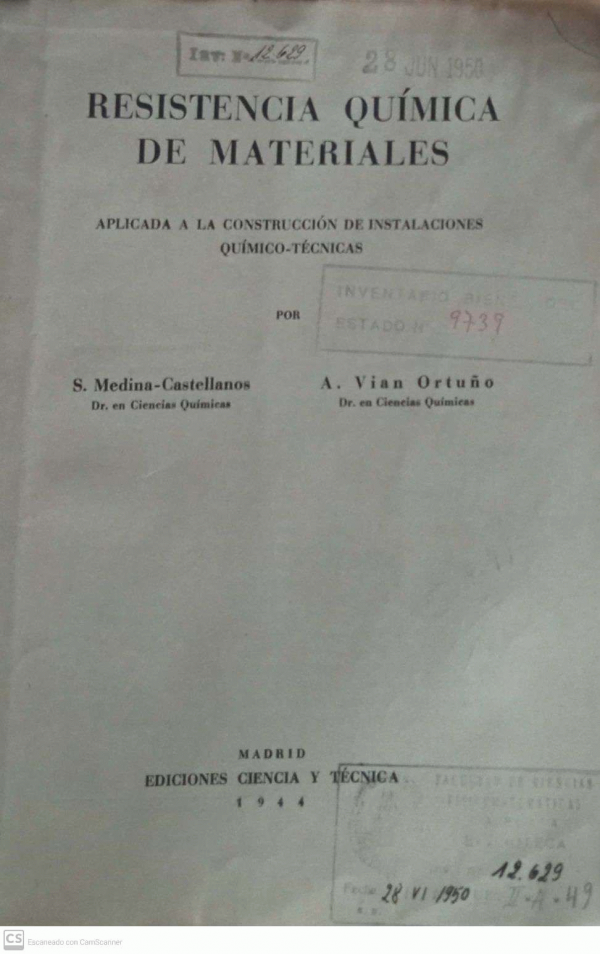 Inv: Nº 12.629
28 JUN 1950
RESISTENCIA QUÍMICA
DE MATERIALES
APLICADA A LA CONSTRUCCIÓN DE INSTALACIONES
QUÍMICO-TÉCNICAS
INVENTARIO
ESTADO N° 9739
POR
S. Medina-Castellanos
Dr. en Ciencias Químicas
A. Vian Ortuño
Dr. en Ciencias Químicas
MADRID
EDICIONES CIENCIA Y TÉCNICA
1944
FACULTAD DE CIENCIAS
12.629
28 VI 1950
II-A-49
CS Escaneado con CamScanner